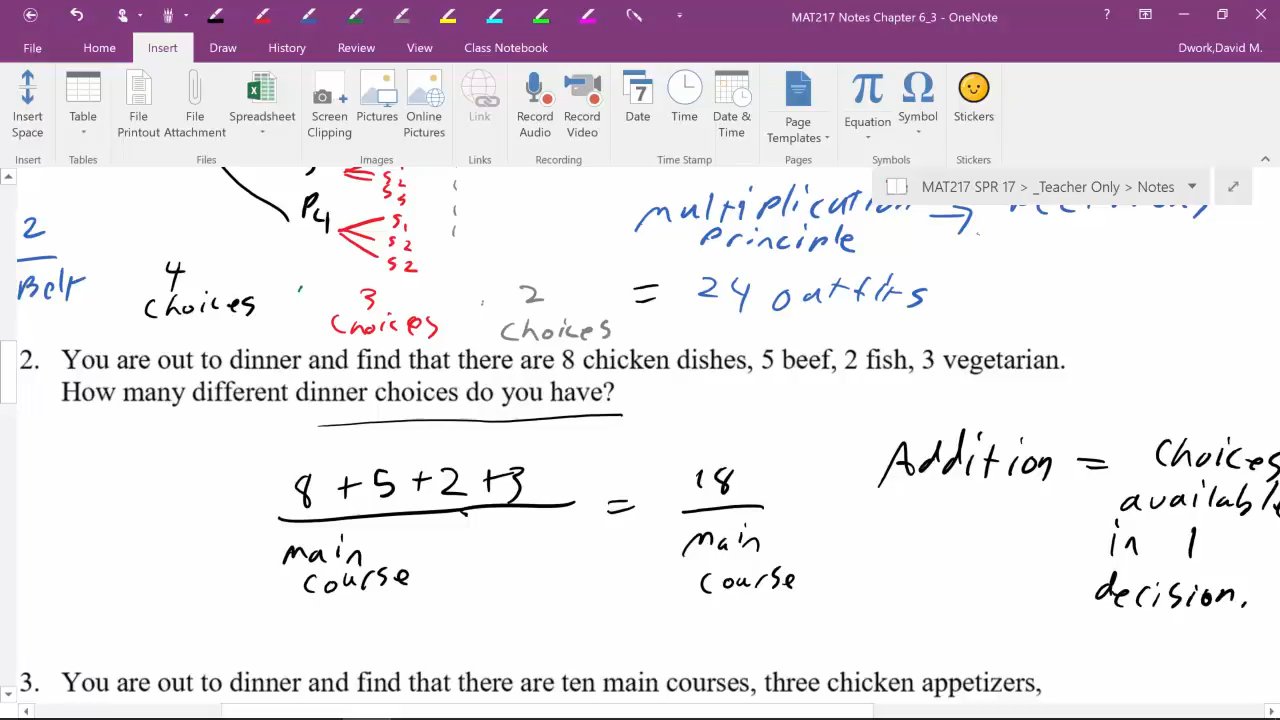 MAT217 Notes Chapter 6_3 - OneNote
?
File
Home
Insert
Draw
History
Review
View
Class Notebook
Dwork,David M.
Insert Space
Table
File Printout
File Attachment
Spreadsheet
Screen Clipping
Pictures
Online Pictures
Link
Record Audio
Record Video
7
Date
Time
Date & Time
Page Templates
π
Equation
Ω
Symbol
Stickers
Insert
Tables
Files
Images
Links
Recording
Time Stamp
Pages
Symbols
Stickers
MAT217 SPR 17 > _Teacher Only > Notes
P4
S1
S2
S2
multiplication →
principle
2
Belt
4
choices
3
choices
2
choices
= 24 outfits
2. You are out to dinner and find that there are 8 chicken dishes, 5 beef, 2 fish, 3 vegetarian.
How many different dinner choices do you have?
8 + 5 + 2 + 3 = 18
main
course
main
course
Addition = choices
available
in 1
decision.
3. You are out to dinner and find that there are ten main courses, three chicken appetizers,